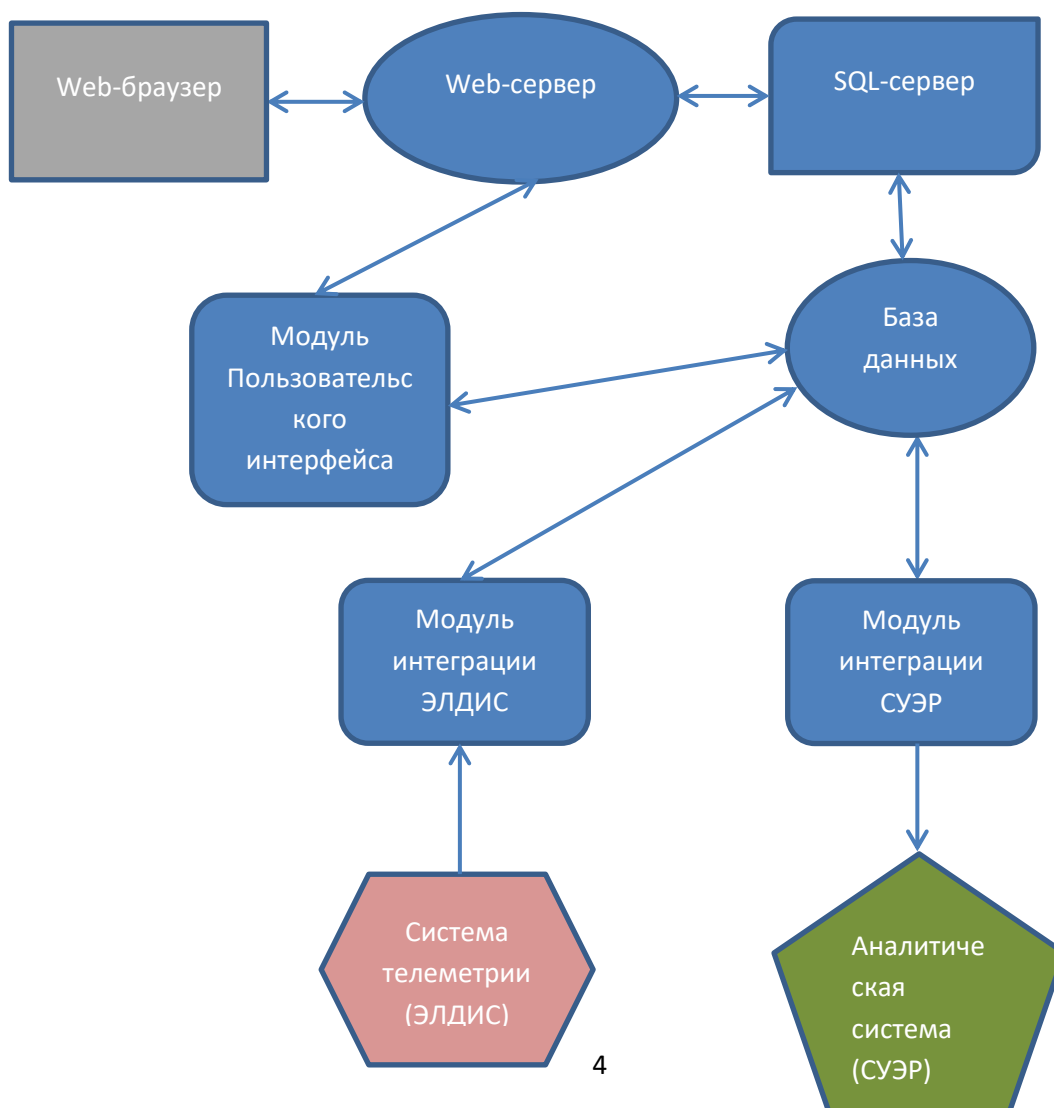 Web-браузер
Web-сервер
SQL-сервер
Модуль
Пользовательс
кого
интерфейса
База
данных
Модуль
интеграции
ЭЛДИС
Модуль
интеграции
СУЭР
Система
телеметрии
(ЭЛДИС)
Аналитиче
ская
система
(СУЭР)
4